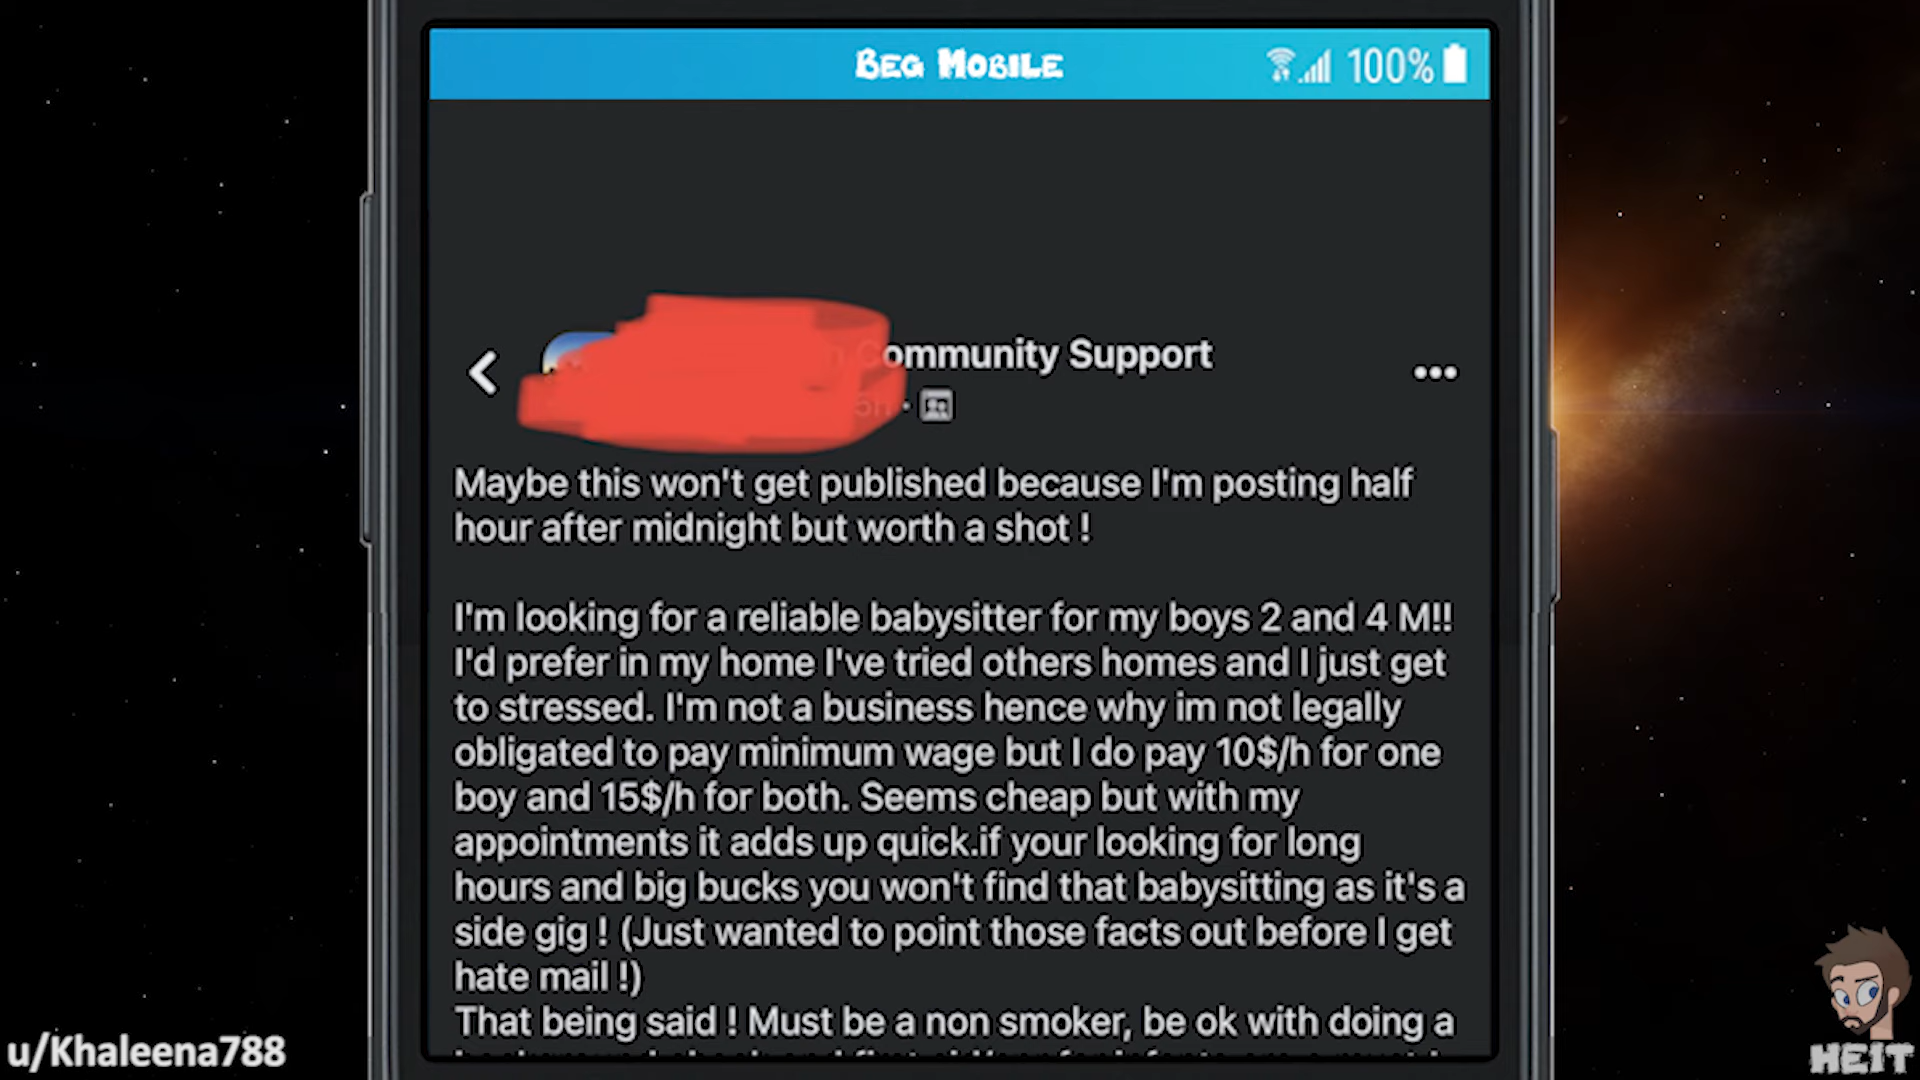 BEG MOBILE
100%
Community Support
5h ·
Maybe this won't get published because I'm posting half
hour after midnight but worth a shot !
I'm looking for a reliable babysitter for my boys 2 and 4 M!!
I'd prefer in my home I've tried others homes and I just get
to stressed. I'm not a business hence why im not legally
obligated to pay minimum wage but I do pay 10$/h for one
boy and 15$/h for both. Seems cheap but with my
appointments it adds up quick.if your looking for long
hours and big bucks you won't find that babysitting as it's a
side gig ! (Just wanted to point those facts out before I get
hate mail !)
That being said ! Must be a non smoker, be ok with doing a
u/Khaleena788
HEIT